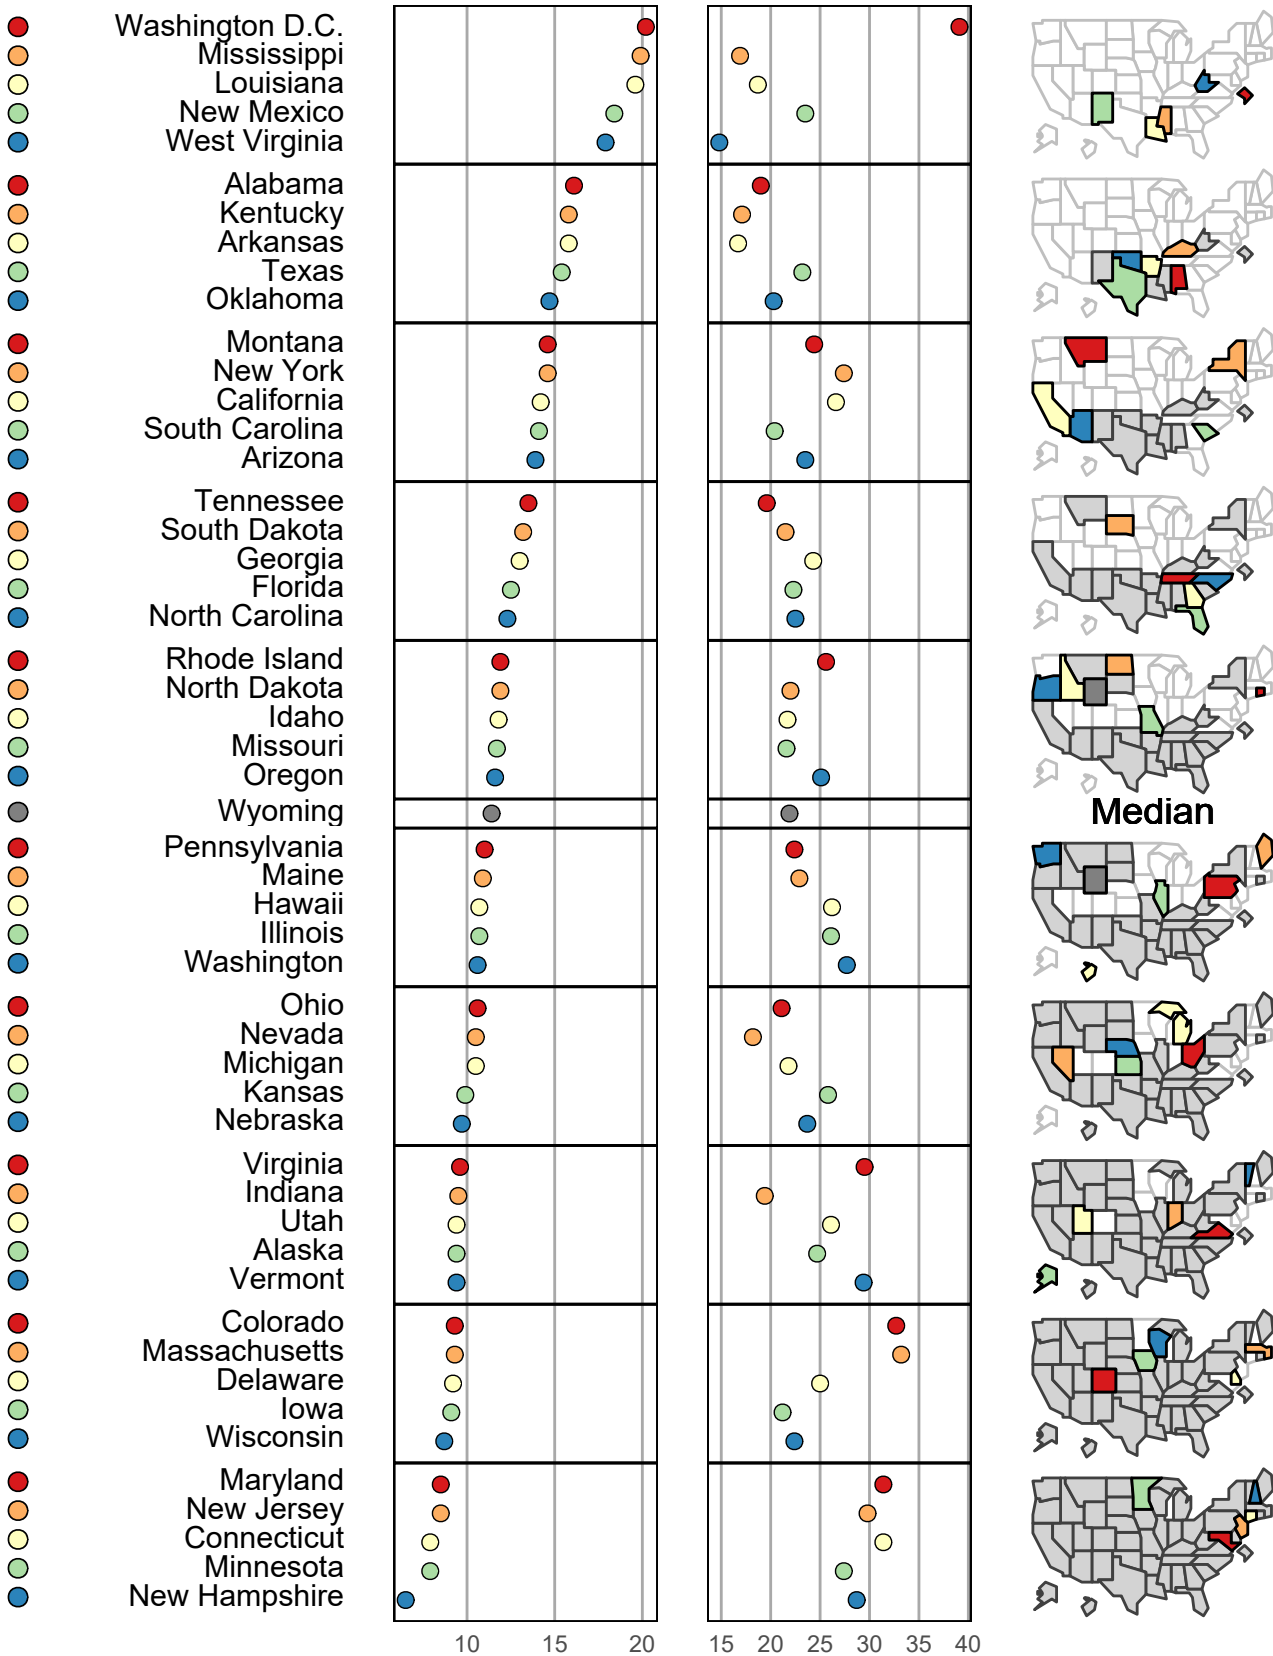 Washington D.C.
Mississippi
Louisiana
New Mexico
West Virginia
Alabama
Kentucky
Arkansas
Texas
Oklahoma
Montana
New York
California
South Carolina
Arizona
Tennessee
South Dakota
Georgia
Florida
North Carolina
Rhode Island
North Dakota
Idaho
Missouri
Oregon
Wyoming Median
Pennsylvania
Maine
Hawaii
Illinois
Washington
Ohio
Nevada
Michigan
Kansas
Nebraska
Virginia
Indiana
Utah
Alaska
Vermont
Colorado
Massachusetts
Delaware
Iowa
Wisconsin
Maryland
New Jersey
Connecticut
Minnesota
New Hampshire
10 15 20 15 20 25 30 35 40